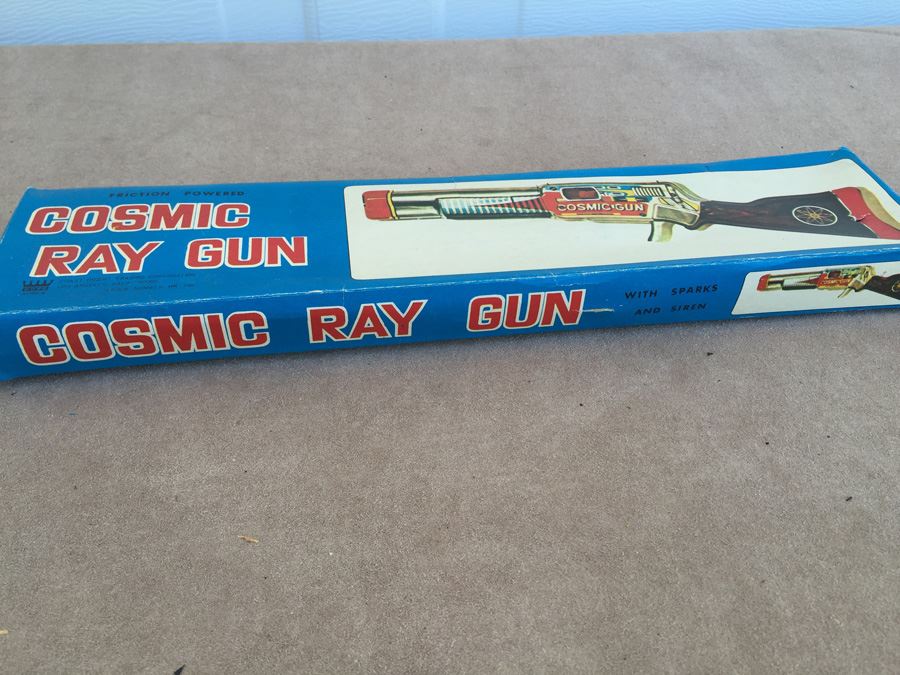 FRICTION POWERED
COSMIC
RAY GUN
COSMIC·GUN
COSMIC RAY GUN
WITH SPARKS
AND SIREN